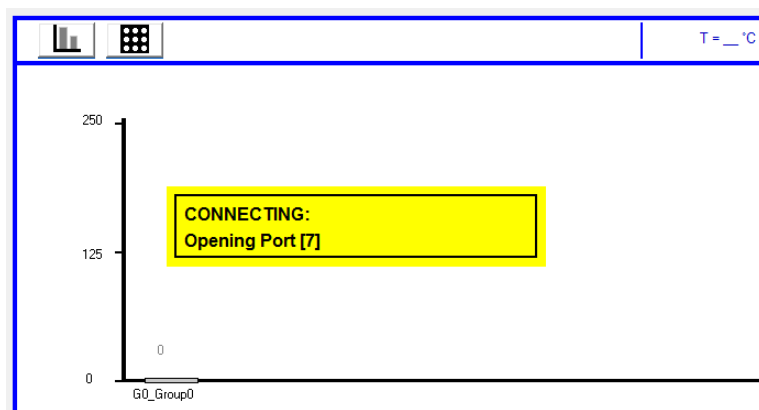 T = __ °C
250
CONNECTING:
Opening Port [7]
125
0
0
G0_Group0